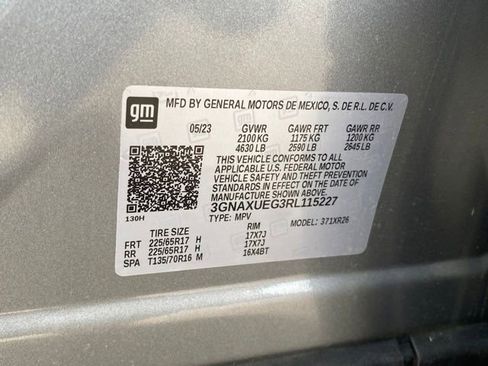 gm
MFD BY GENERAL MOTORS DE MEXICO, S. DE R.L. DE C.V.
05/23 GVWR GAWR FRT GAWR RR
2100 KG 1175 KG 1200 KG
4630 LB 2590 LB 2645 LB
THIS VEHICLE CONFORMS TO ALL
APPLICABLE U.S. FEDERAL MOTOR
VEHICLE SAFETY, BUMPER, AND THEFT
PREVENTION STANDARDS IN EFFECT ON THE DATE OF
MANUFACTURE SHOWN ABOVE.
3GNAXUEG3RL115227
130H TYPE: MPV MODEL: 371XR26
TIRE SIZE RIM
FRT 225/65R17 H 17X7J
RR 225/65R17 H 17X7J
SPA T135/70R16 M 16X4BT